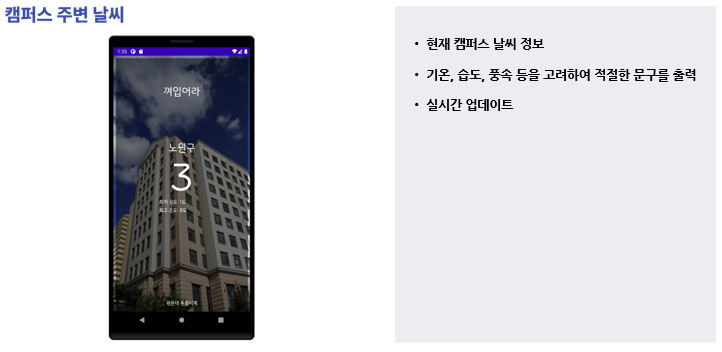 캠퍼스 주변 날씨
1:35
껴입어라
노원구
3
최저 온도: 1도
최고 온도: 8도
• 현재 캠퍼스 날씨 정보
• 기온, 습도, 풍속 등을 고려하여 적절한 문구를 출력
• 실시간 업데이트